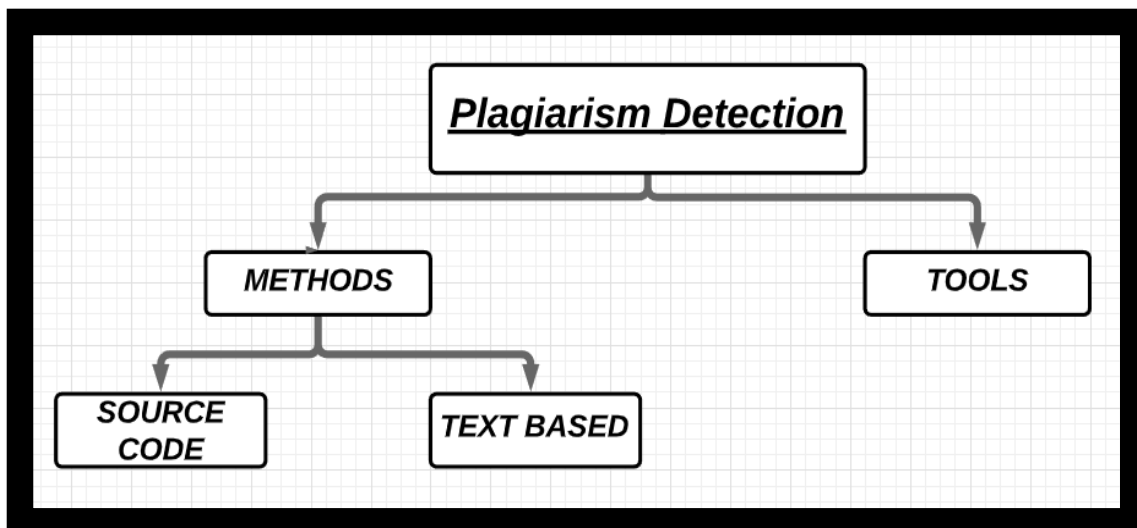 Plagiarism Detection
METHODS
TOOLS
SOURCE
CODE
TEXT BASED